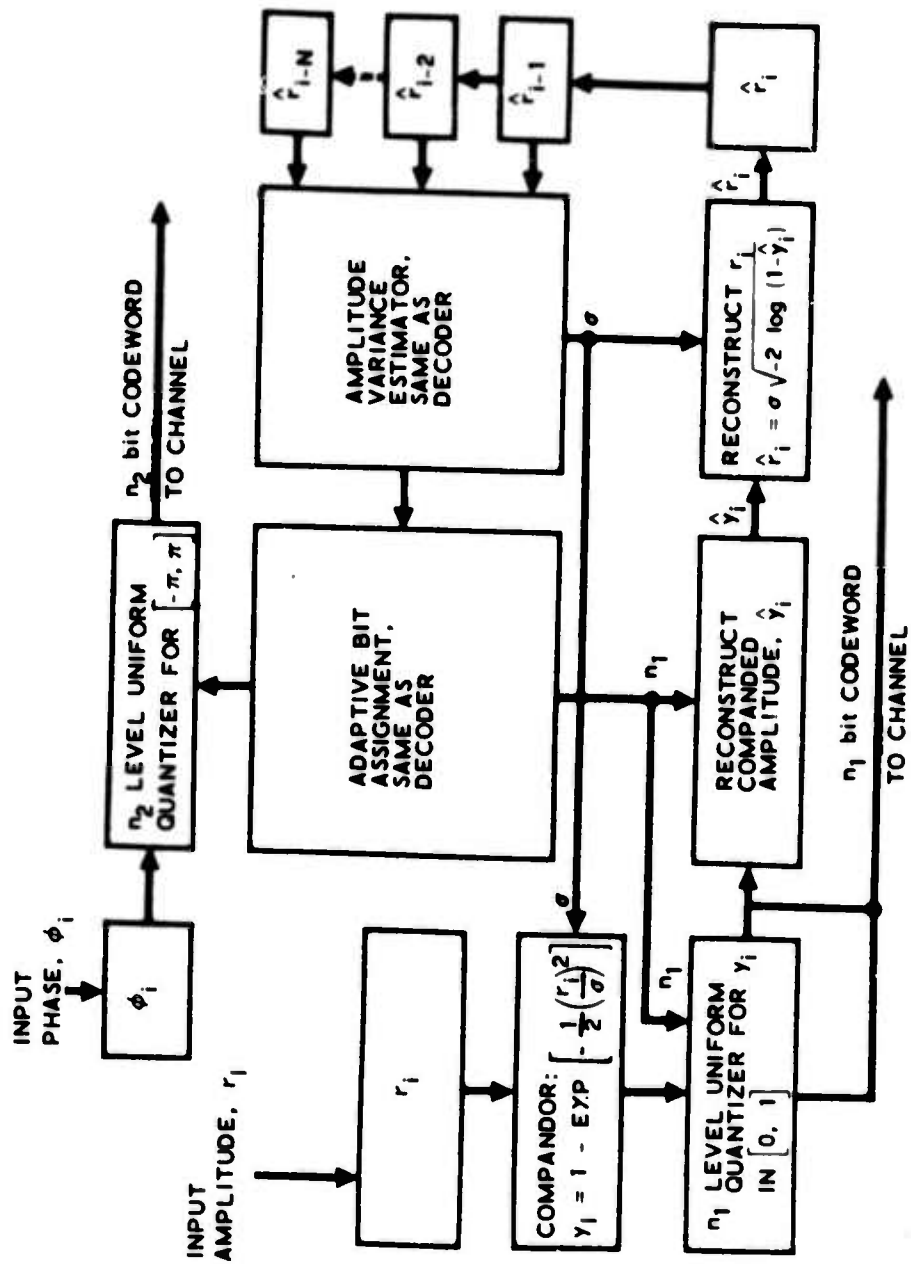 INPUT
PHASE, ϕi
ϕi
n2 LEVEL UNIFORM
QUANTIZER FOR [-π, π]
n2 bit CODEWORD
TO CHANNEL
INPUT
AMPLITUDE, ri
ri
ADAPTIVE BIT
ASSIGNMENT,
SAME AS
DECODER
AMPLITUDE
VARIANCE
ESTIMATOR,
SAME AS
DECODER
r̂i-N
r̂i-2
r̂i-1
σ
σ
COMPANDOR:
yi = 1 - EXP [-1/2 (ri/σ)²]
n1
n1
n1 LEVEL UNIFORM
QUANTIZER FOR yi
IN [0, 1]
RECONSTRUCT
COMPANDED
AMPLITUDE, ŷi
ŷi
RECONSTRUCT ri
r̂i = σ √-2 log (1-ŷi)
r̂i
r̂i
n1 bit CODEWORD
TO CHANNEL